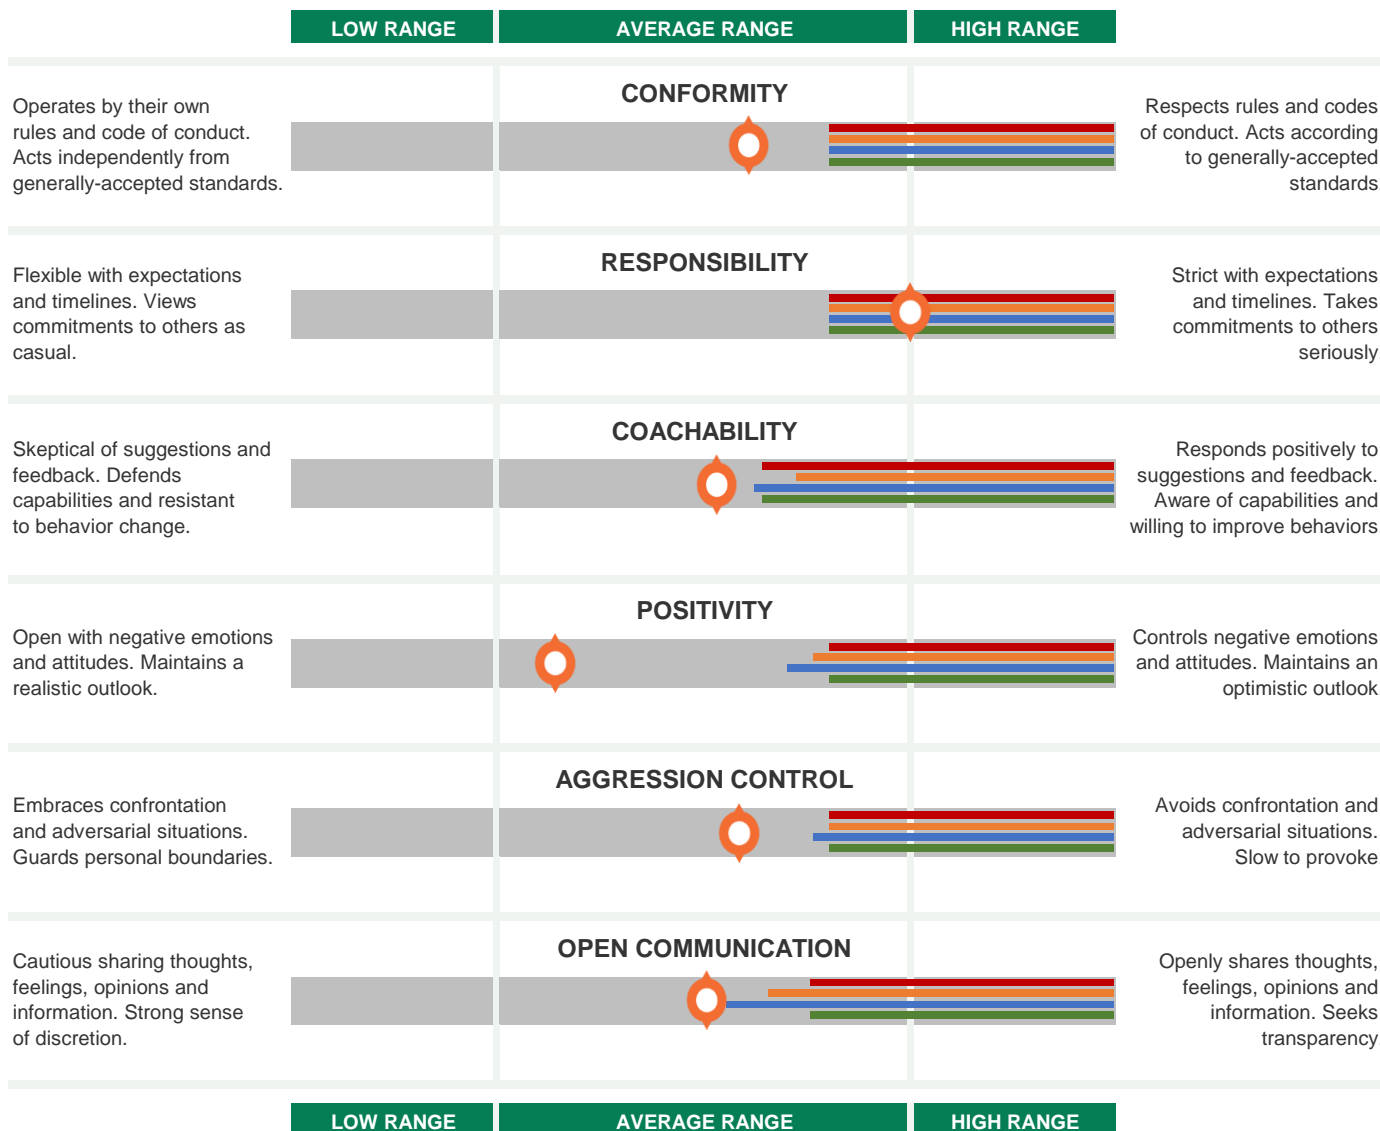 LOW RANGE
AVERAGE RANGE
HIGH RANGE
CONFORMITY
Operates by their own
rules and code of conduct.
Acts independently from
generally-accepted standards.
Respects rules and codes
of conduct. Acts according
to generally-accepted
standards
RESPONSIBILITY
Flexible with expectations
and timelines. Views
commitments to others as
casual.
Strict with expectations
and timelines. Takes
commitments to others
seriously
COACHABILITY
Skeptical of suggestions and
feedback. Defends
capabilities and resistant
to behavior change.
Responds positively to
suggestions and feedback.
Aware of capabilities and
willing to improve behaviors
POSITIVITY
Open with negative emotions
and attitudes. Maintains a
realistic outlook.
Controls negative emotions
and attitudes. Maintains an
optimistic outlook
AGGRESSION CONTROL
Embraces confrontation
and adversarial situations.
Guards personal boundaries.
Avoids confrontation and
adversarial situations.
Slow to provoke
OPEN COMMUNICATION
Cautious sharing thoughts,
feelings, opinions and
information. Strong sense
of discretion.
Openly shares thoughts,
feelings, opinions and
information. Seeks
transparency
LOW RANGE
AVERAGE RANGE
HIGH RANGE